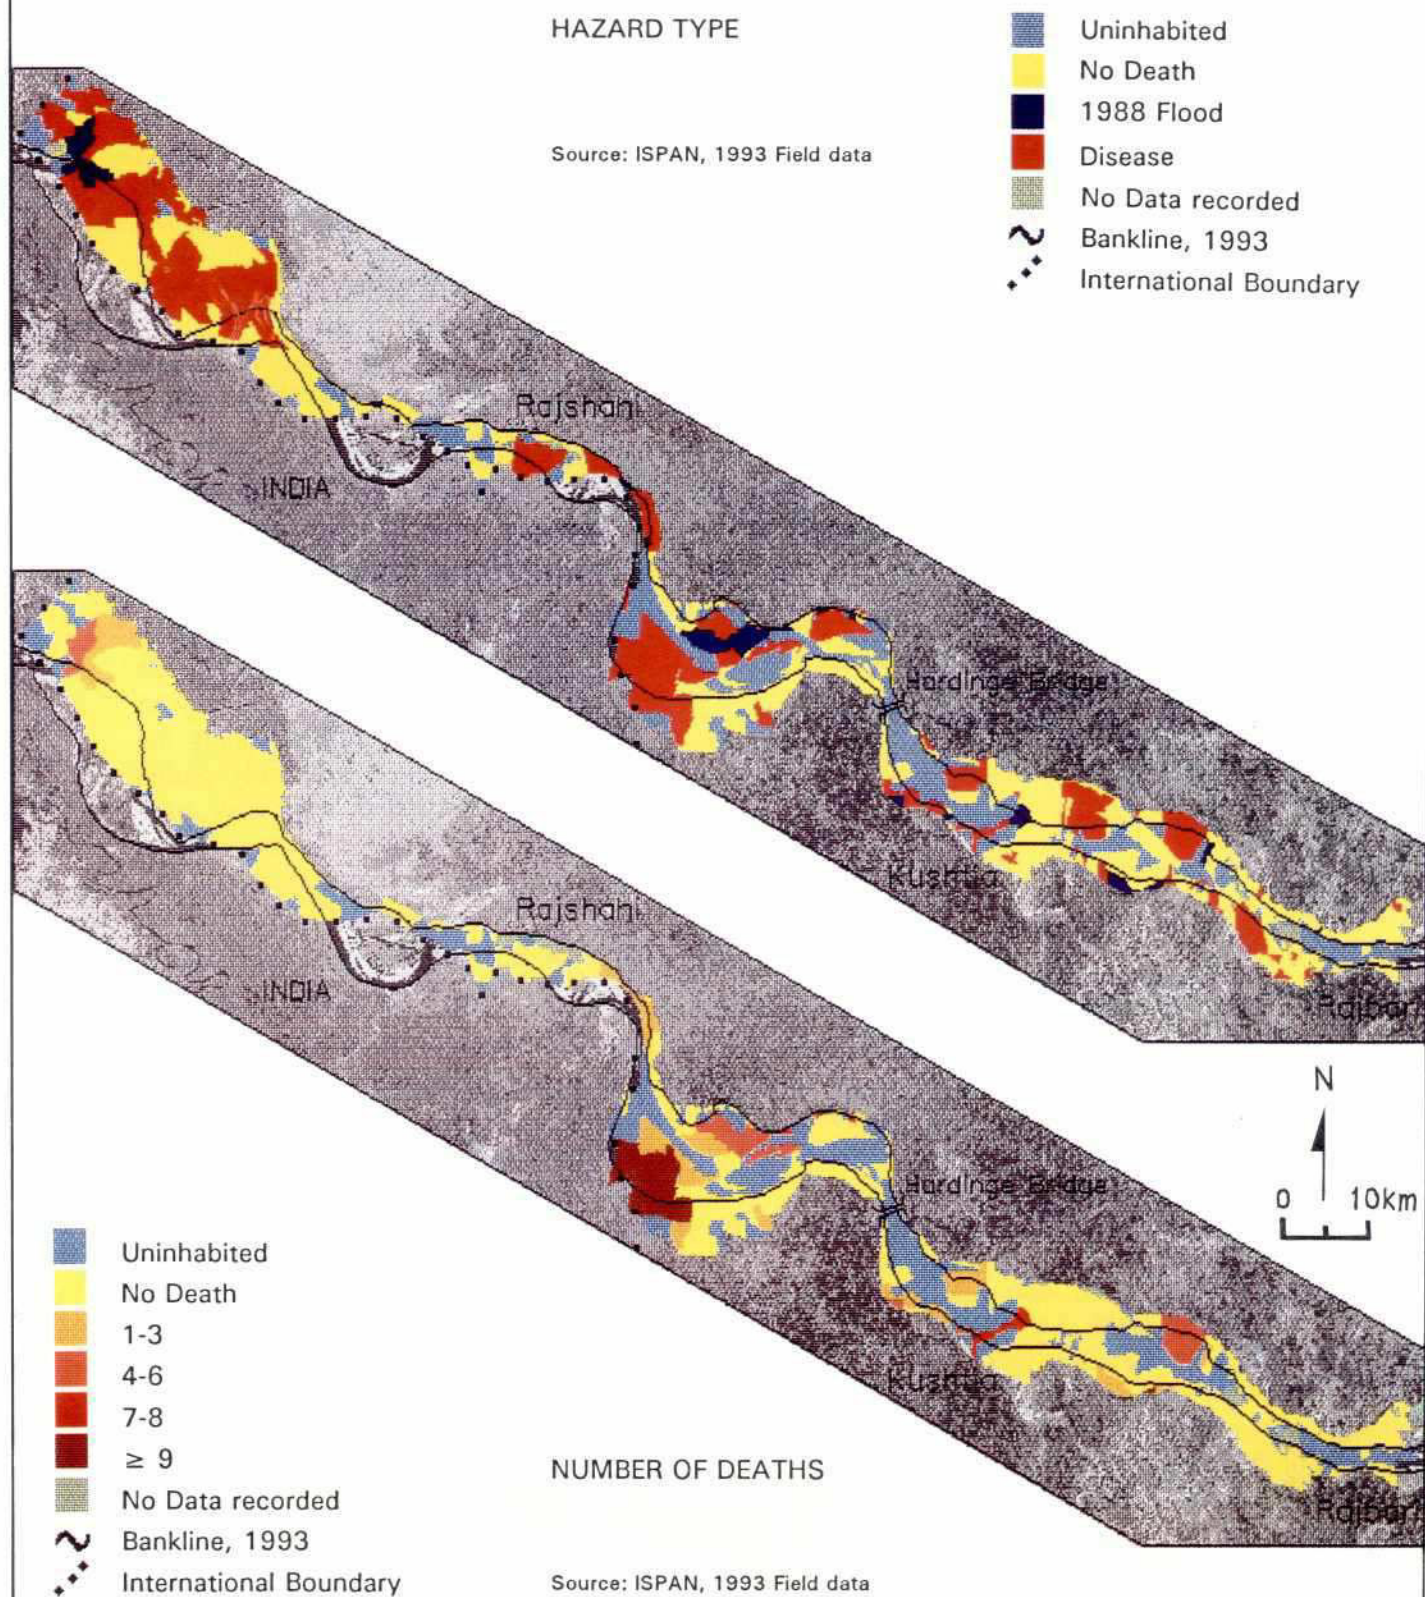 HAZARD TYPE
Source: ISPAN, 1993 Field data
Uninhabited
No Death
1988 Flood
Disease
No Data recorded
Bankline, 1993
International Boundary
Rajshahi
INDIA
Hardinge Bridge
Kushtia
Rajbari
N
0 10km
Rajshahi
INDIA
Hardinge Bridge
Kushtia
Rajbari
Uninhabited
No Death
1-3
4-6
7-8
≥ 9
No Data recorded
Bankline, 1993
International Boundary
NUMBER OF DEATHS
Source: ISPAN, 1993 Field data